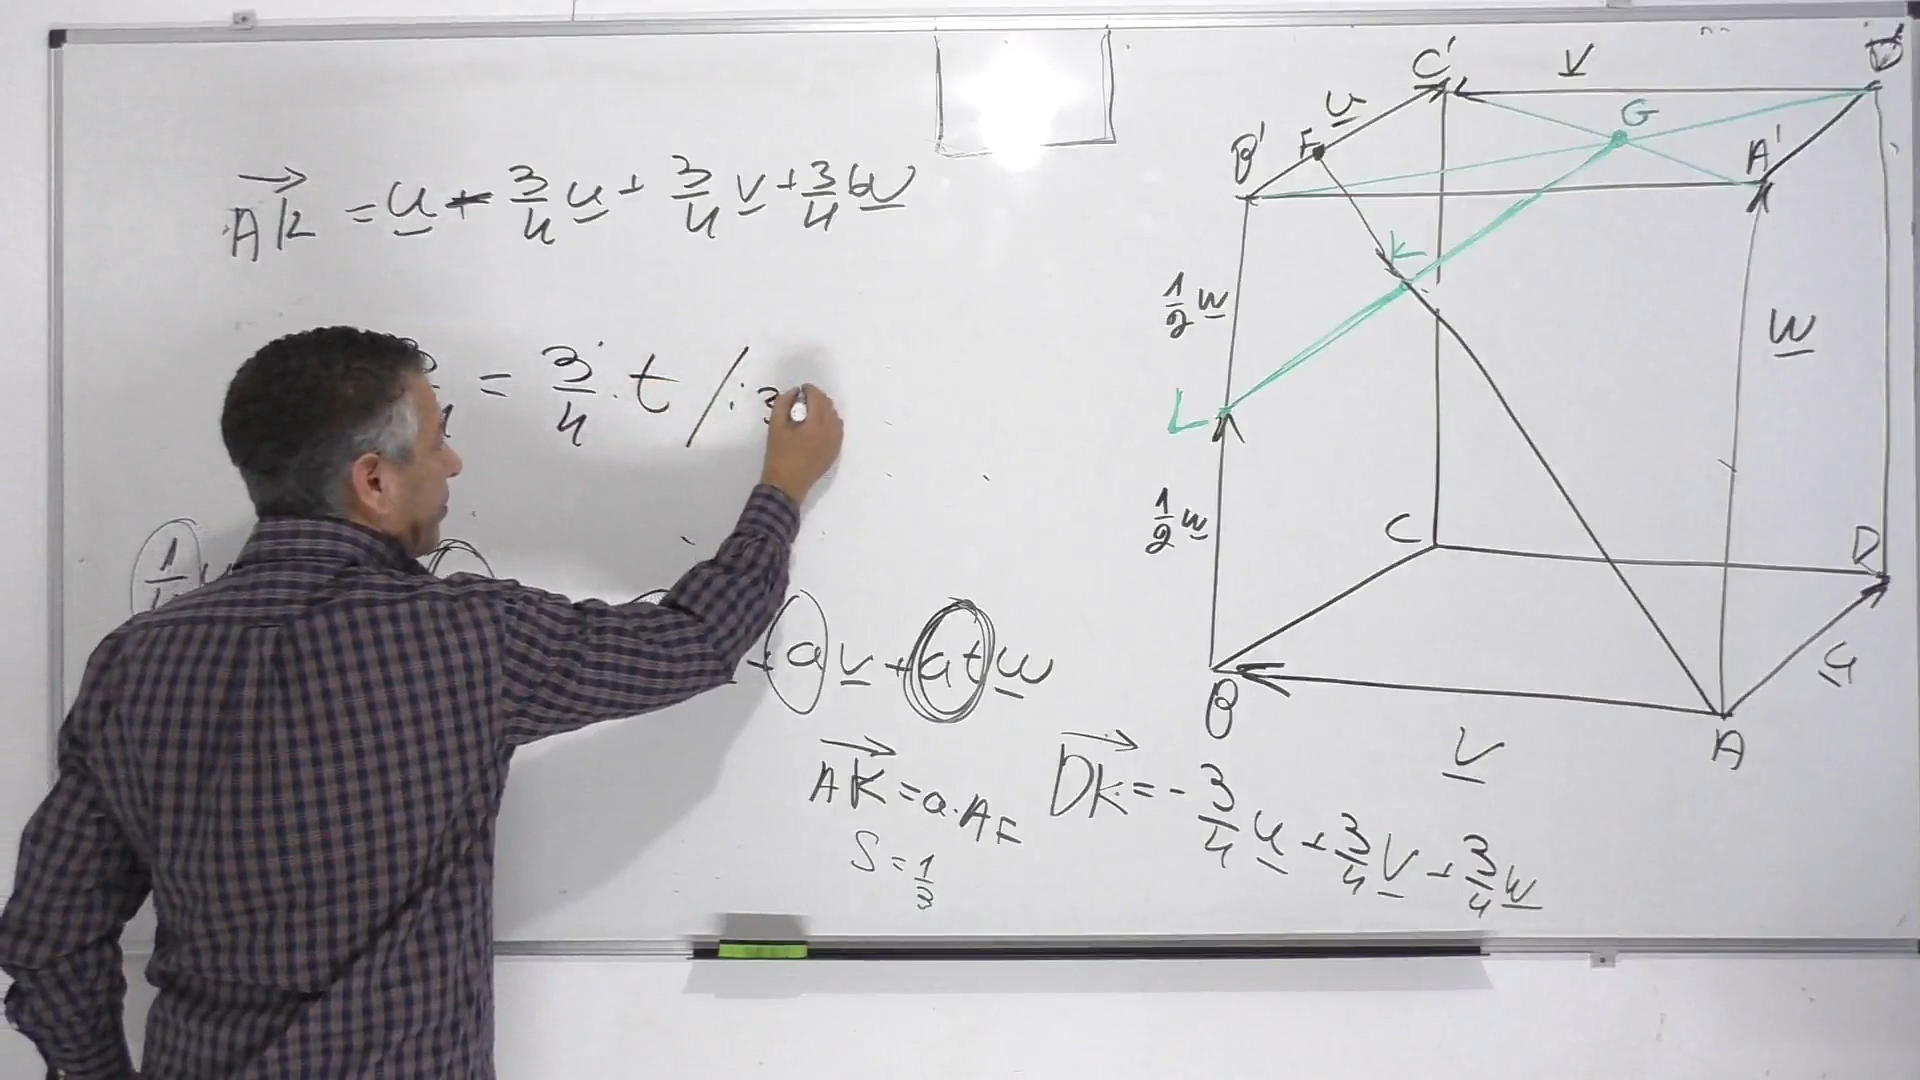 AK = u - 3/4 u + 3/4 v + 3/4 w
= 3/4 · t / : 3
+ a v + at w
AK = a · AF
S = 1/3
DK = - 3/4 u + 3/4 v + 3/4 w
C'
v
u
F
B'
G
A'
1/2 w
K
w
L
1/2 w
C
D
u
B
v
A